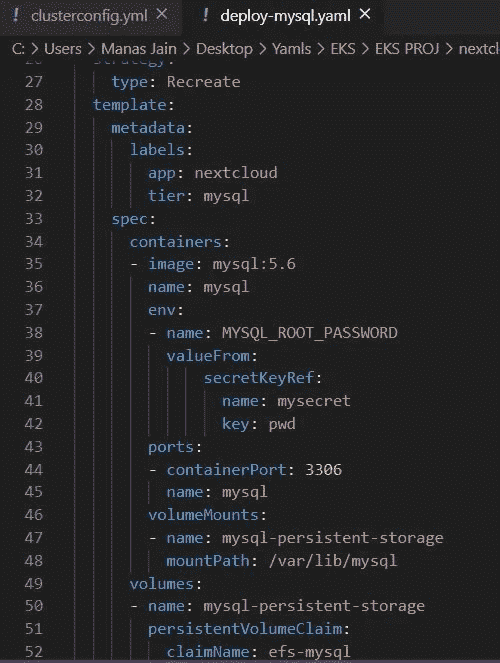 ! clusterconfig.yml × ! deploy-mysql.yaml ×
C: > Users > Manas Jain > Desktop > Yamls > EKS > EKS PROJ > nextcl
26 strategy:
27 type: Recreate
28 template:
29 metadata:
30 labels:
31 app: nextcloud
32 tier: mysql
33 spec:
34 containers:
35 - image: mysql:5.6
36 name: mysql
37 env:
38 - name: MYSQL_ROOT_PASSWORD
39 valueFrom:
40 secretKeyRef:
41 name: mysecret
42 key: pwd
43 ports:
44 - containerPort: 3306
45 name: mysql
46 volumeMounts:
47 - name: mysql-persistent-storage
48 mountPath: /var/lib/mysql
49 volumes:
50 - name: mysql-persistent-storage
51 persistentVolumeClaim:
52 claimName: efs-mysql